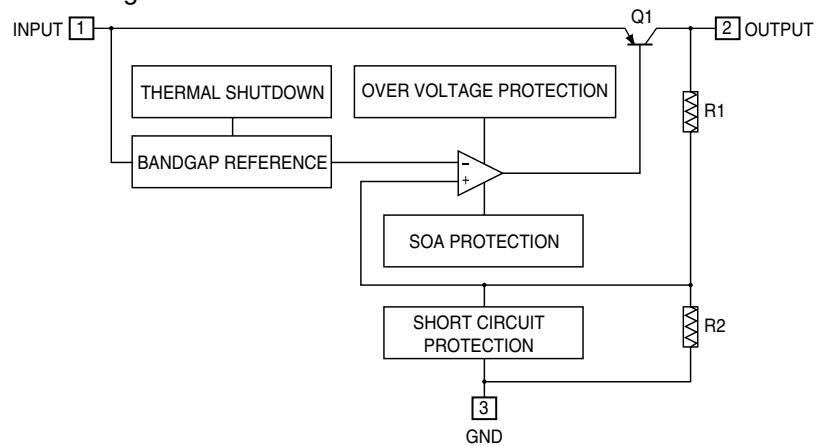 Q1
INPUT 1
2 OUTPUT
THERMAL SHUTDOWN
OVER VOLTAGE PROTECTION
R1
BANDGAP REFERENCE
−
+
SOA PROTECTION
SHORT CIRCUIT
PROTECTION
R2
3
GND